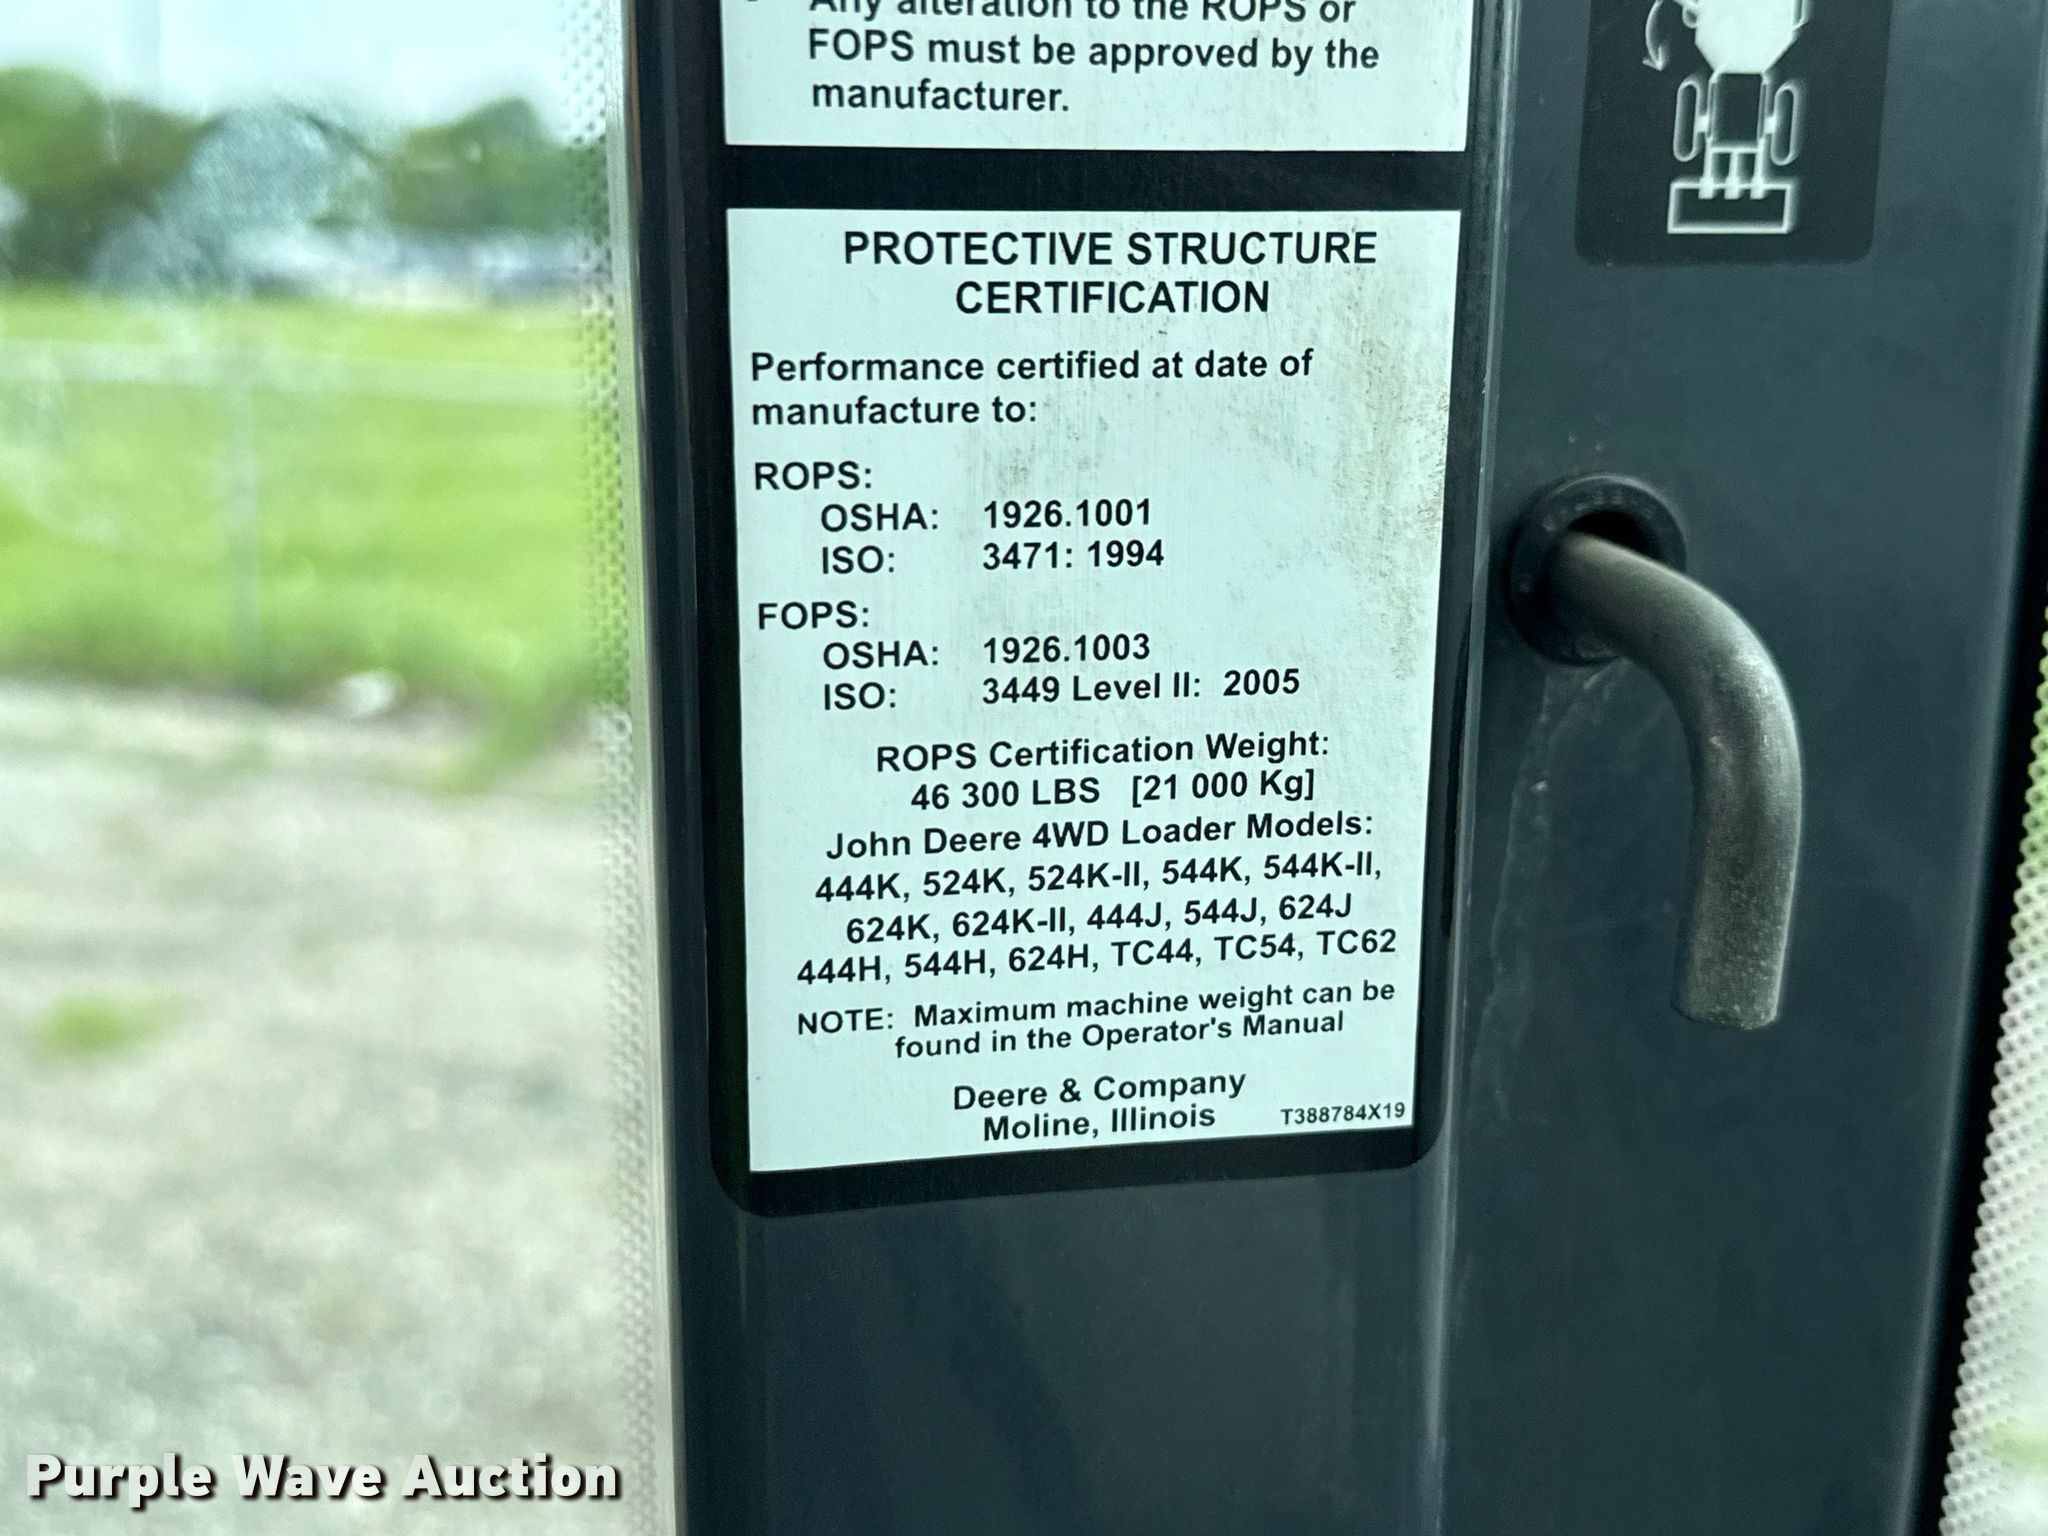 Any alteration to the ROPS or
FOPS must be approved by the
manufacturer.
PROTECTIVE STRUCTURE
CERTIFICATION
Performance certified at date of
manufacture to:
ROPS:
OSHA: 1926.1001
ISO: 3471: 1994
FOPS:
OSHA: 1926.1003
ISO: 3449 Level II: 2005
ROPS Certification Weight:
46 300 LBS [21 000 Kg]
John Deere 4WD Loader Models:
444K, 524K, 524K-II, 544K, 544K-II,
624K, 624K-II, 444J, 544J, 624J
444H, 544H, 624H, TC44, TC54, TC62
NOTE: Maximum machine weight can be
found in the Operator's Manual
Deere & Company
Moline, Illinois T388784X19
Purple Wave Auction